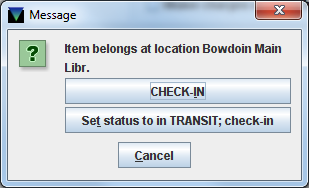 Message
Item belongs at location Bowdoin Main
Libr.
CHECK-IN
Set status to in TRANSIT; check-in
Cancel